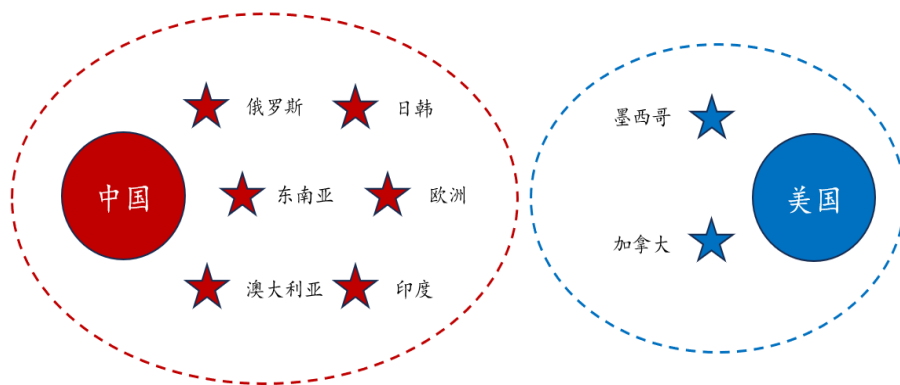 俄罗斯
日韩
中国
东南亚
欧洲
澳大利亚
印度
墨西哥
美国
加拿大